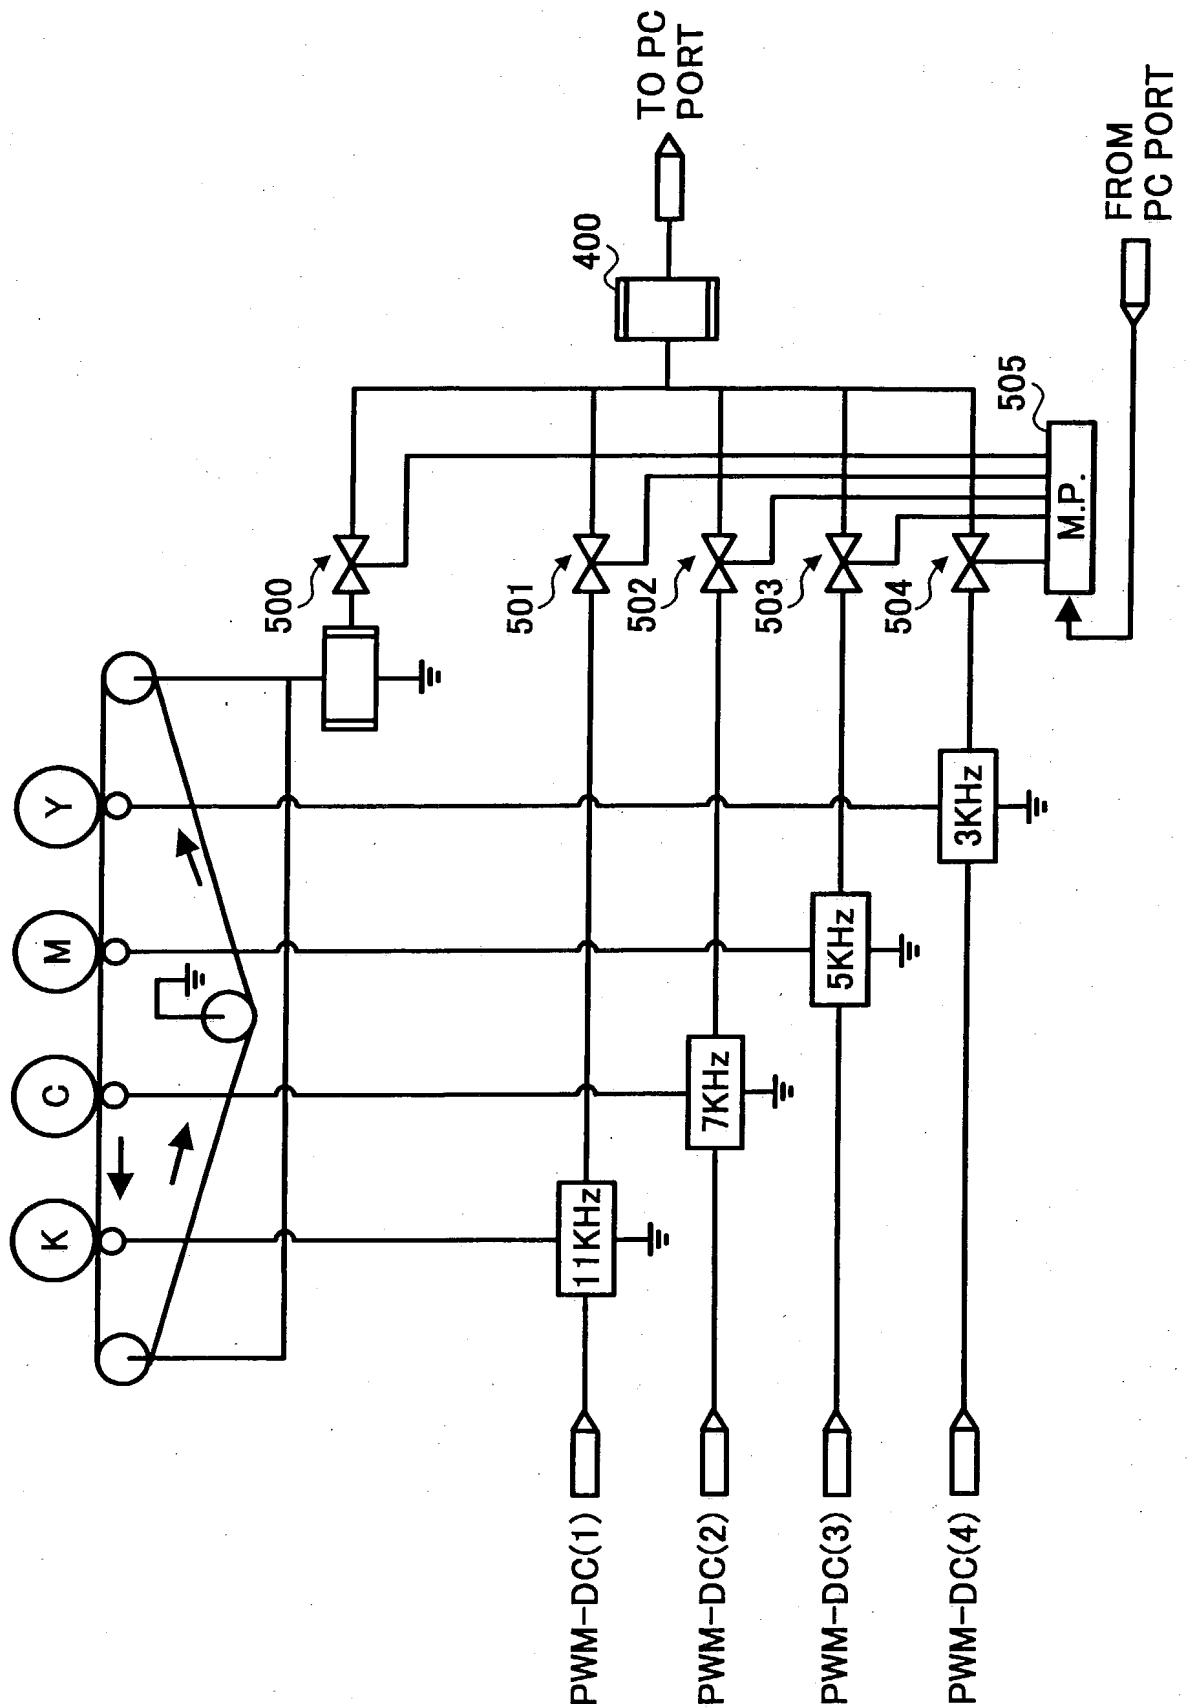 K
C
M
Y
500
501
502
503
504
400
TO PC
PORT
505
M.P.
FROM
PC PORT
11KHz
7KHz
5KHz
3KHz
PWM-DC(1)
PWM-DC(2)
PWM-DC(3)
PWM-DC(4)